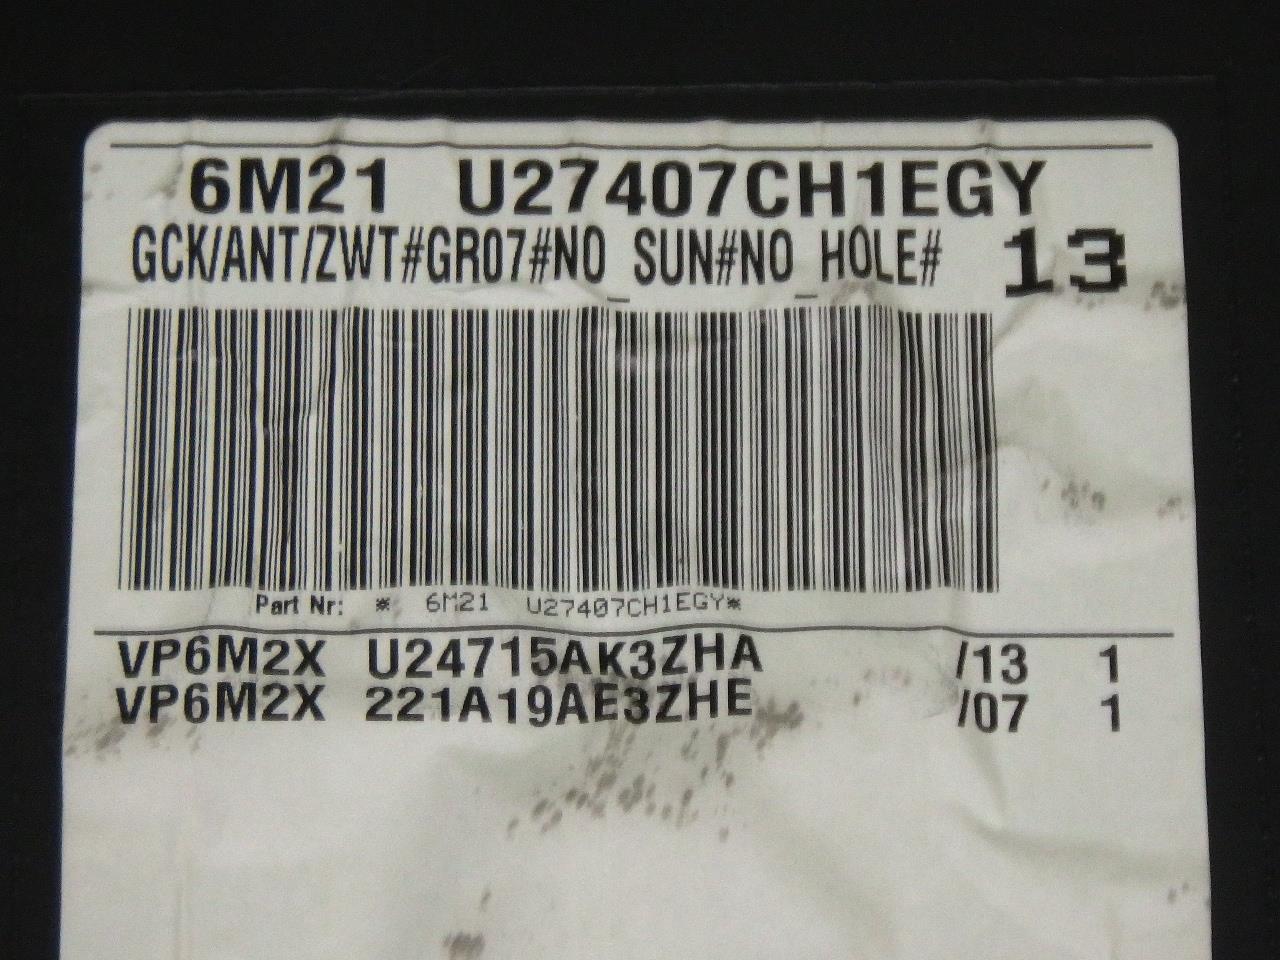 6M21 U27407CH1EGY
GCK/ANT/ZWT#GR07#NO_SUN#NO_HOLE# 13
Part Nr: * 6M21 U27407CH1EGY*
VP6M2X U24715AK3ZHA /13 1
VP6M2X 221A19AE3ZHE /07 1